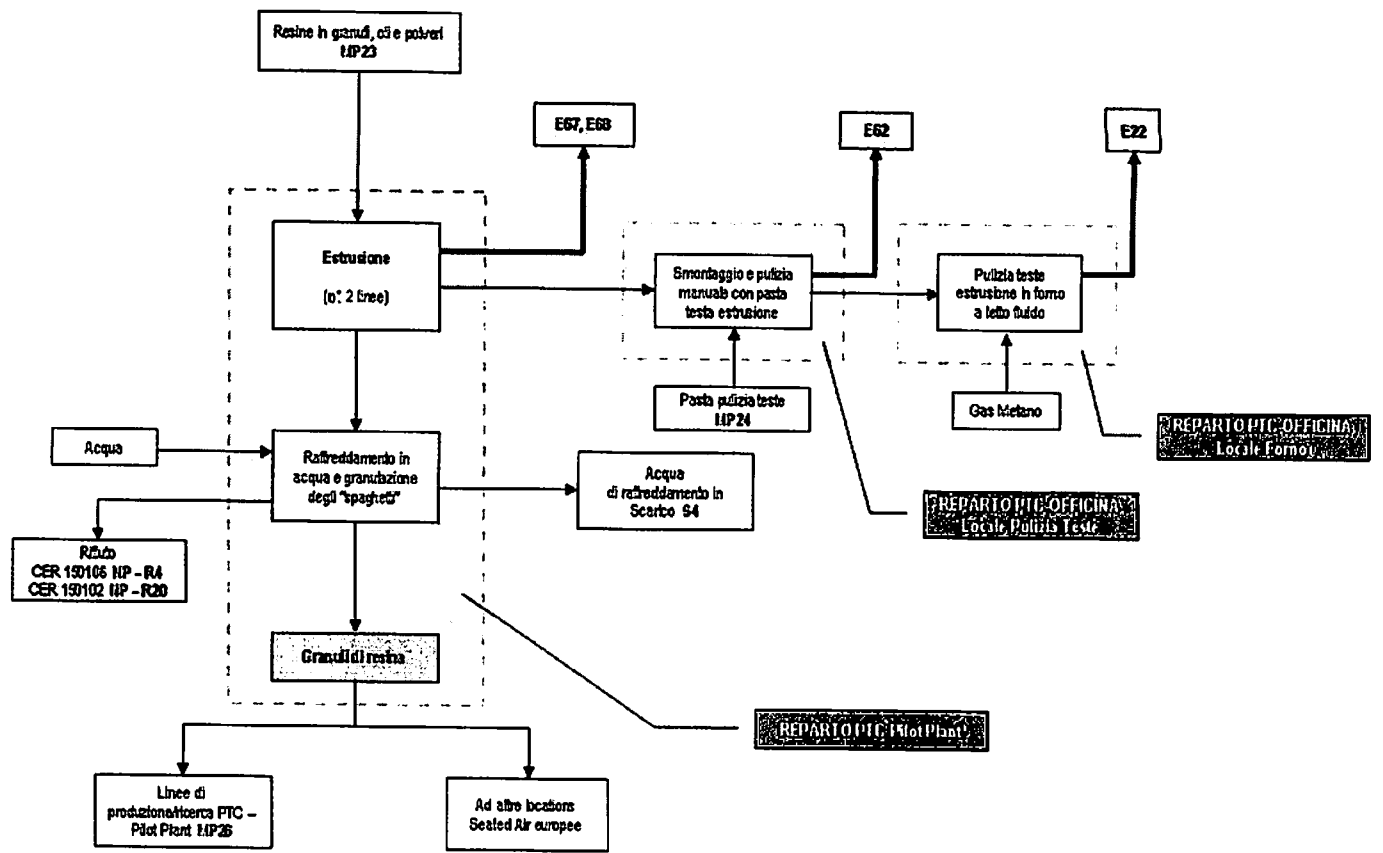 Resine in granuli, oli e polveri
MP23
E67, E68
E62
E22
Estrusione
(n°. 2 linee)
Smontaggio e pulizia
manuale con pasta
testa estrusione
Pulizia teste
estrusione in forno
a letto fluido
Pasta pulizia teste
MP24
Gas Metano
REPARTO PTC-OFFICINA
Locale Forno
Acqua
Raffreddamento in
acqua e granulazione
degli "spaghetti"
Acqua
di raffreddamento in
Scarico S4
REPARTO PTC-OFFICINA
Locale Pulizia Teste
Rifiuto
CER 150106 NP – R4
CER 150102 NP – R20
Granuli di resina
REPARTO PTC Pilot Plant
Linee di
produzione/ricerca PTC –
Pilot Plant MP26
Ad altre locations
Sealed Air europee